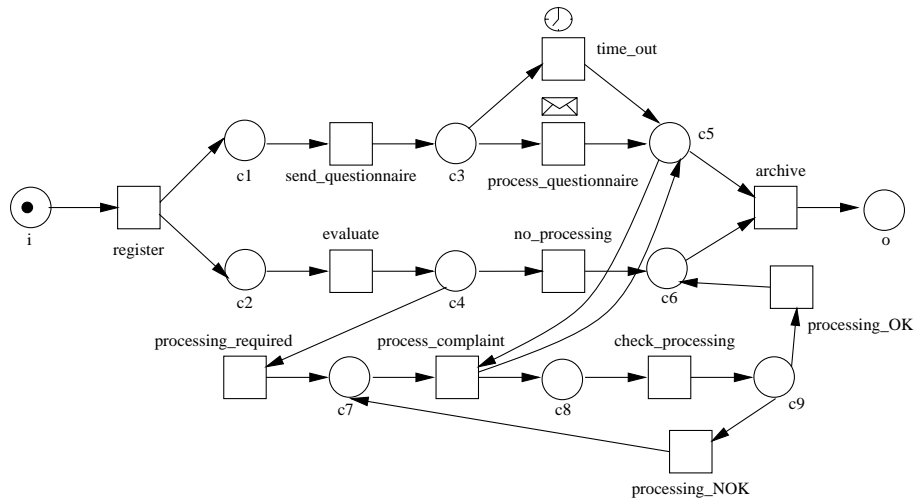 time_out
c1
send_questionnaire
c3
process_questionnaire
c5
archive
i
register
evaluate
no_processing
o
c2
c4
c6
processing_required
process_complaint
check_processing
processing_OK
c7
c8
c9
processing_NOK